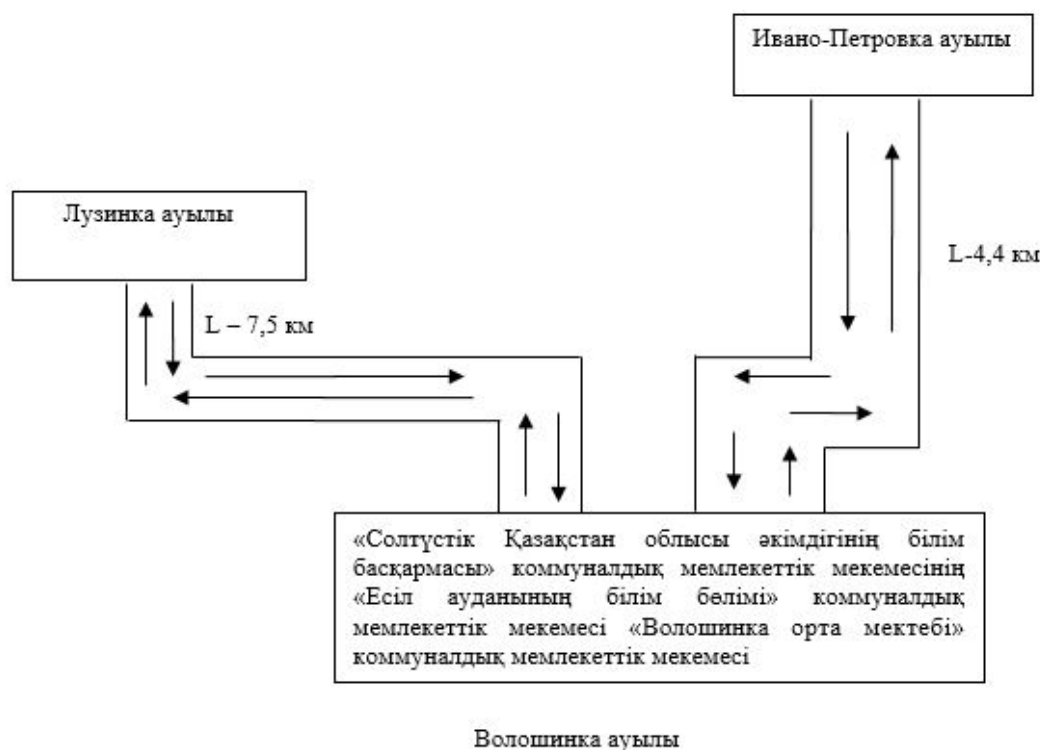 Ивано-Петровка ауылы
Лузинка ауылы
L-4,4 км
L – 7,5 км
«Солтүстік Қазақстан облысы әкімдігінің білім
басқармасы» коммуналдық мемлекеттік мекемесінің
«Есіл ауданының білім бөлімі» коммуналдық
мемлекеттік мекемесі «Волошинка орта мектебі»
коммуналдық мемлекеттік мекемесі
Волошинка ауылы